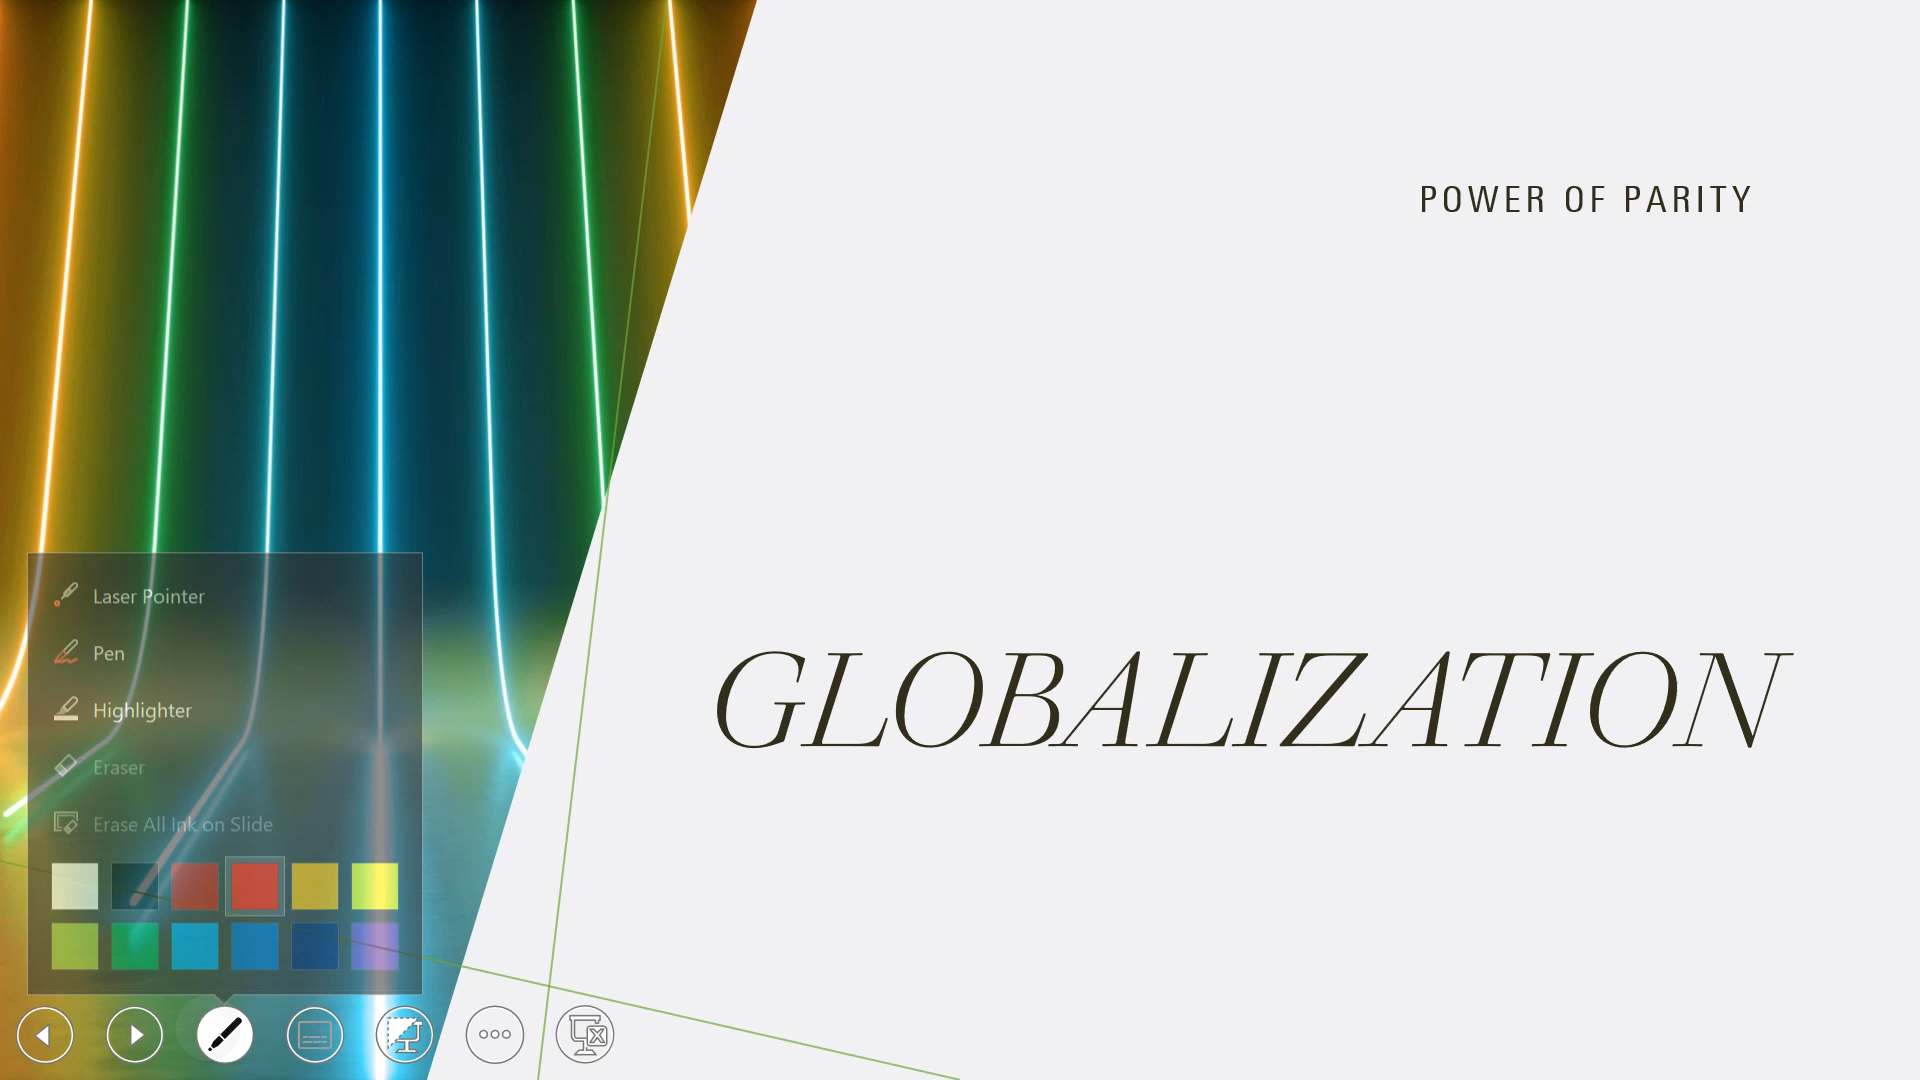 POWER OF PARITY
GLOBALIZATION
Laser Pointer
Pen
Highlighter
Eraser
Erase All Ink on Slide